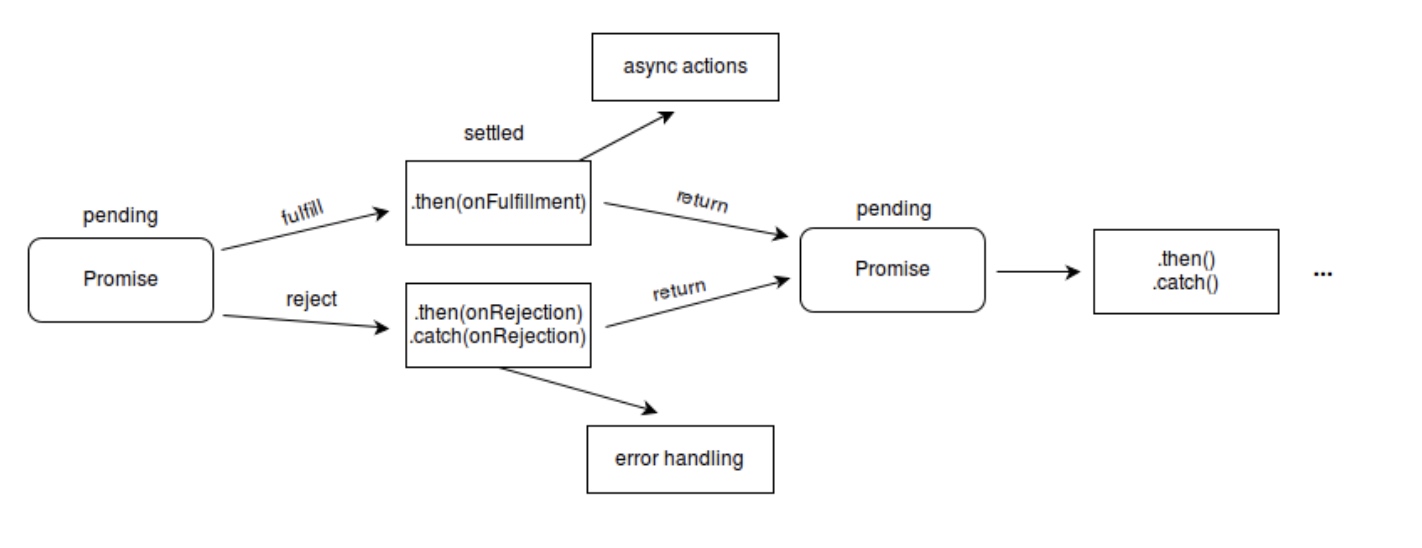 async actions
settled
.then(onFulfillment)
fulfill
return
pending
pending
Promise
Promise
.then()
.catch()
...
reject
return
.then(onRejection)
.catch(onRejection)
error handling